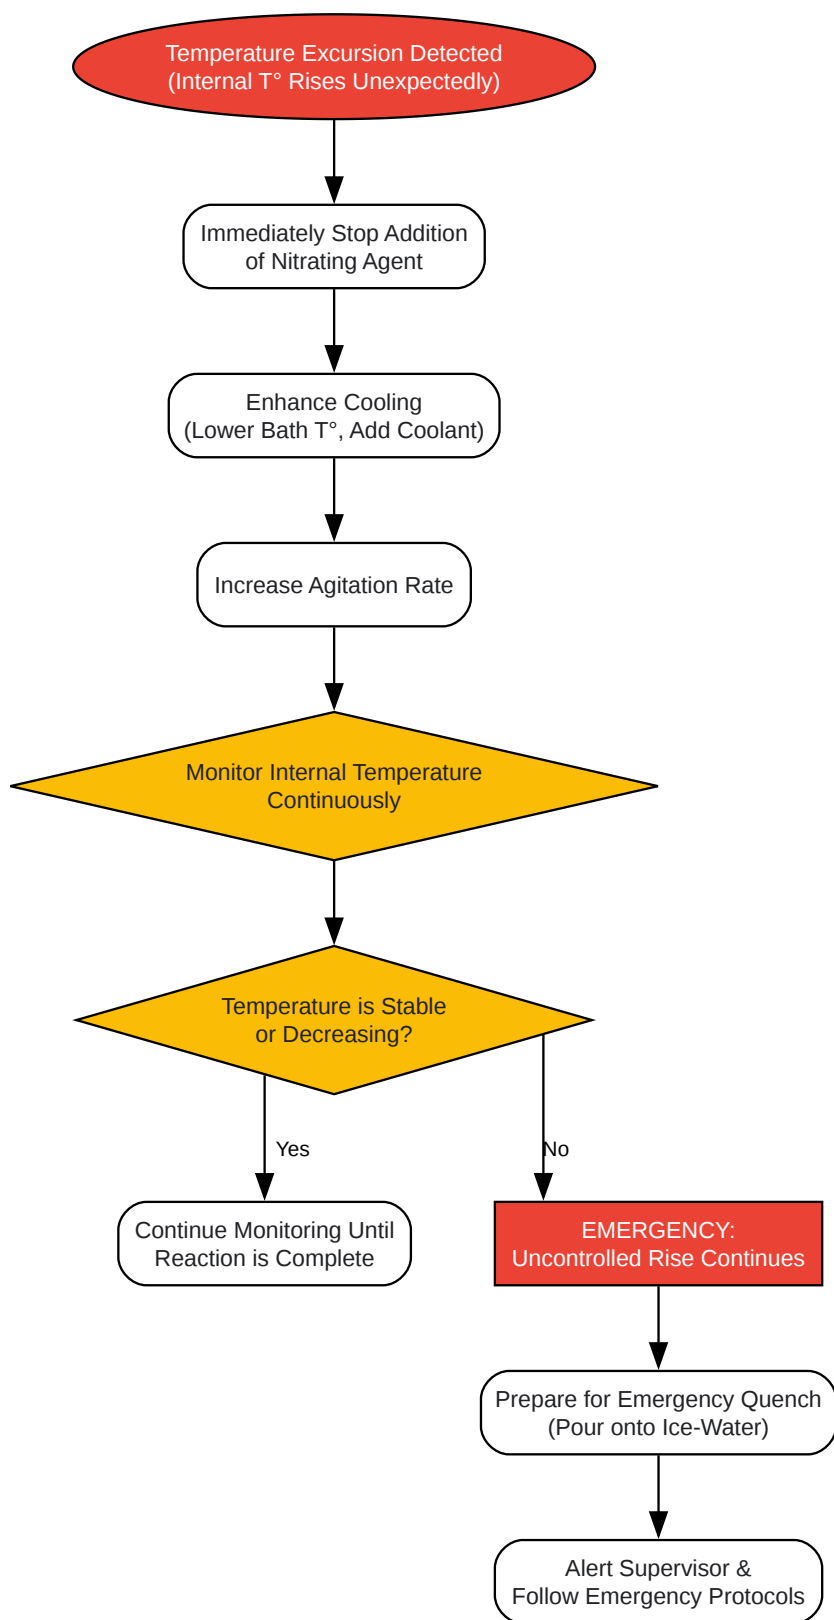 Temperature Excursion Detected
(Internal T° Rises Unexpectedly)
Immediately Stop Addition
of Nitrating Agent
Enhance Cooling
(Lower Bath T°, Add Coolant)
Increase Agitation Rate
Monitor Internal Temperature
Continuously
Temperature is Stable
or Decreasing?
Yes
No
Continue Monitoring Until
Reaction is Complete
EMERGENCY:
Uncontrolled Rise Continues
Prepare for Emergency Quench
(Pour onto Ice-Water)
Alert Supervisor &
Follow Emergency Protocols